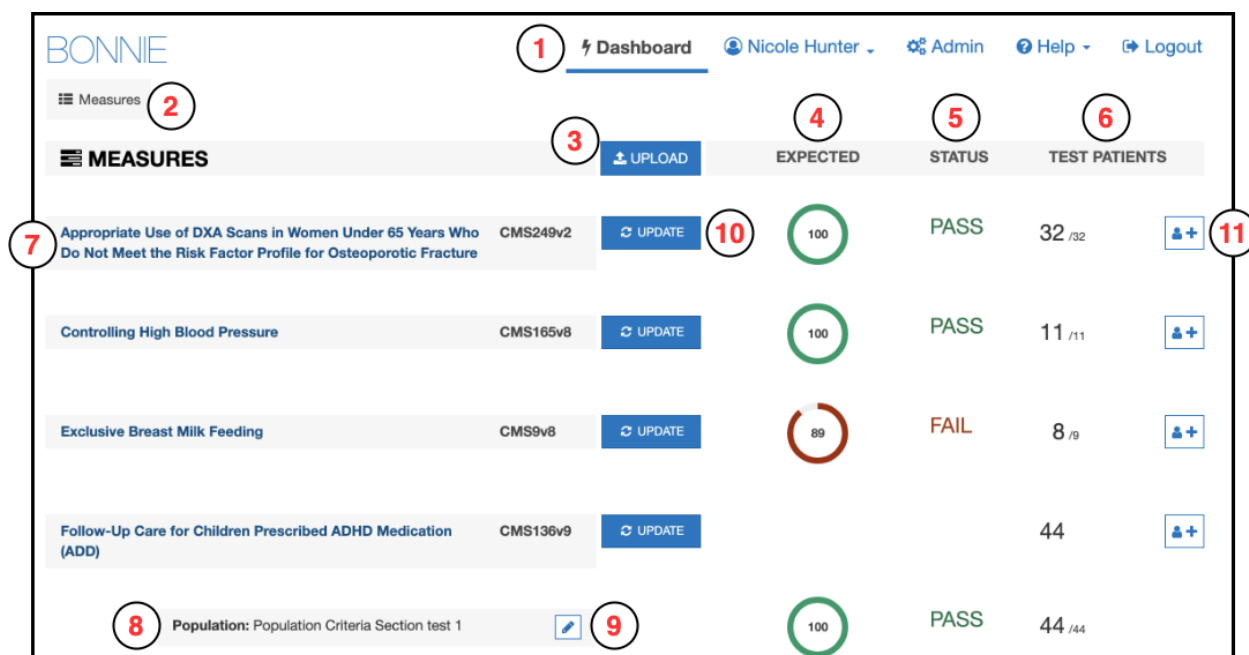 BONNIE
1 Dashboard Nicole Hunter Admin Help Logout
Measures 2
3 4 5 6
MEASURES UPLOAD EXPECTED STATUS TEST PATIENTS
7 Appropriate Use of DXA Scans in Women Under 65 Years Who CMS249v2 UPDATE 10 100 PASS 32 /32 11
Do Not Meet the Risk Factor Profile for Osteoporotic Fracture
Controlling High Blood Pressure CMS165v8 UPDATE 100 PASS 11 /11
Exclusive Breast Milk Feeding CMS9v8 UPDATE 89 FAIL 8 /9
Follow-Up Care for Children Prescribed ADHD Medication CMS136v9 UPDATE 44
(ADD)
8 Population: Population Criteria Section test 1 9 100 PASS 44 /44